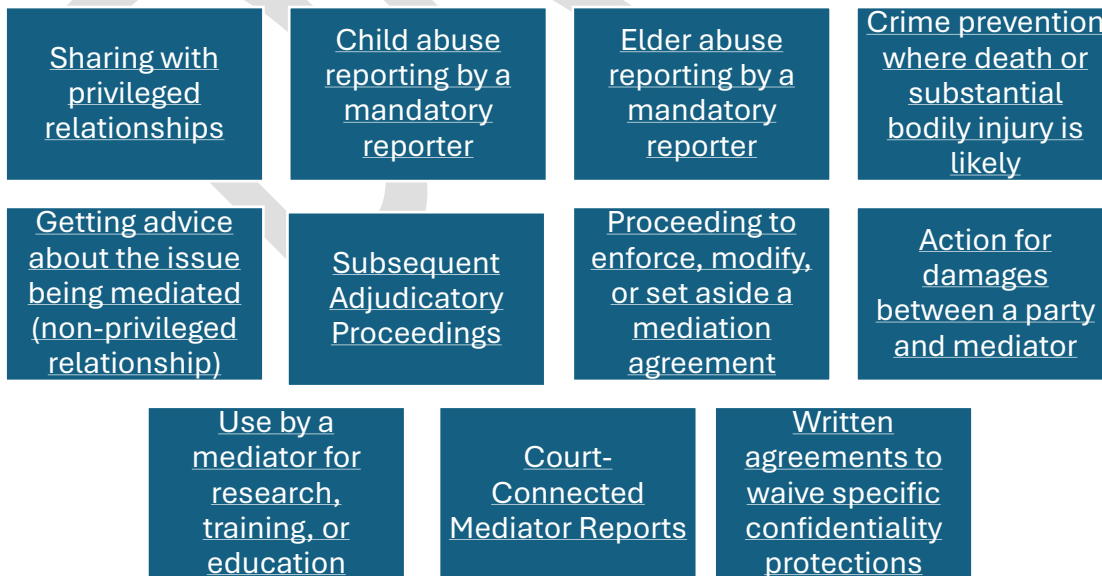 Sharing with
privileged
relationships
Child abuse
reporting by a
mandatory
reporter
Elder abuse
reporting by a
mandatory
reporter
Crime prevention
where death or
substantial
bodily injury is
likely
Getting advice
about the issue
being mediated
(non-privileged
relationship)
Subsequent
Adjudicatory
Proceedings
Proceeding to
enforce, modify,
or set aside a
mediation
agreement
Action for
damages
between a party
and mediator
Use by a
mediator for
research,
training, or
education
Court-
Connected
Mediator Reports
Written
agreements to
waive specific
confidentiality
protections